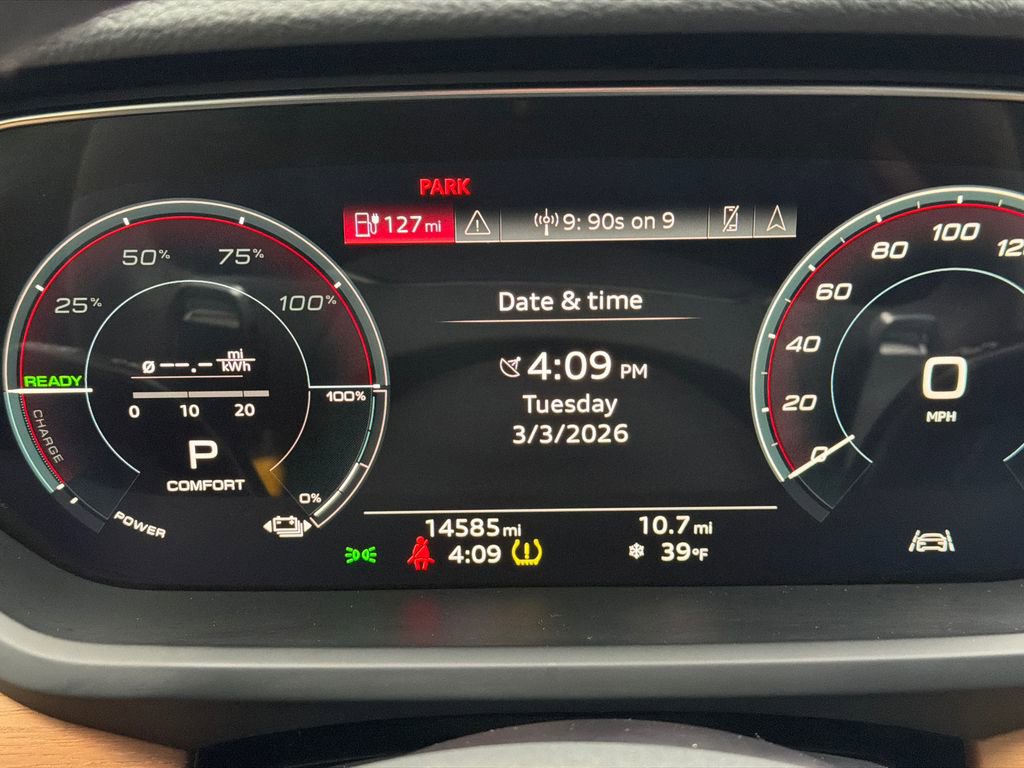 PARK
127 mi
9: 90s on 9
Date & time
4:09 PM
Tuesday
3/3/2026
25%
50%
75%
100%
READY
CHARGE
ø --.- mi/kWh
0 10 20
P
COMFORT
100%
0%
POWER
0
20
40
60
80
100
0
MPH
14585 mi
4:09
10.7 mi
39°F